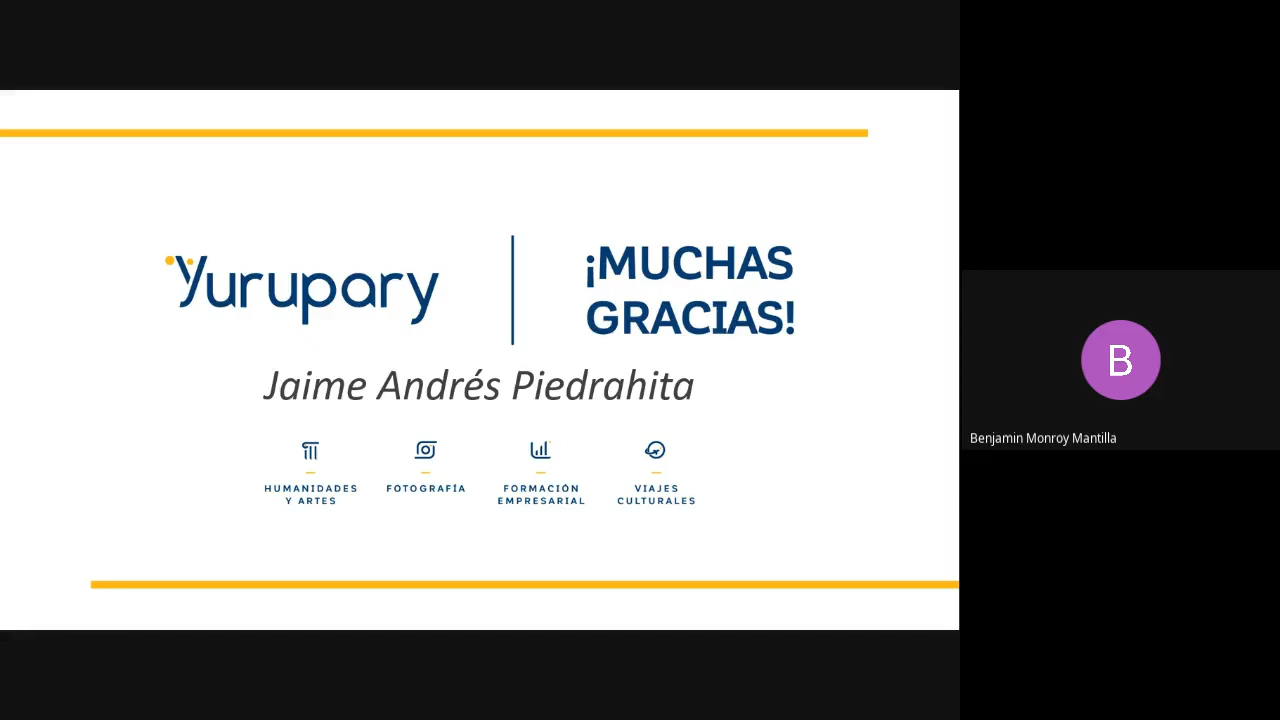 Yurupary
¡MUCHAS
GRACIAS!
Jaime Andrés Piedrahita
HUMANIDADES
Y ARTES
FOTOGRAFÍA
FORMACIÓN
EMPRESARIAL
VIAJES
CULTURALES
B
Benjamin Monroy Mantilla